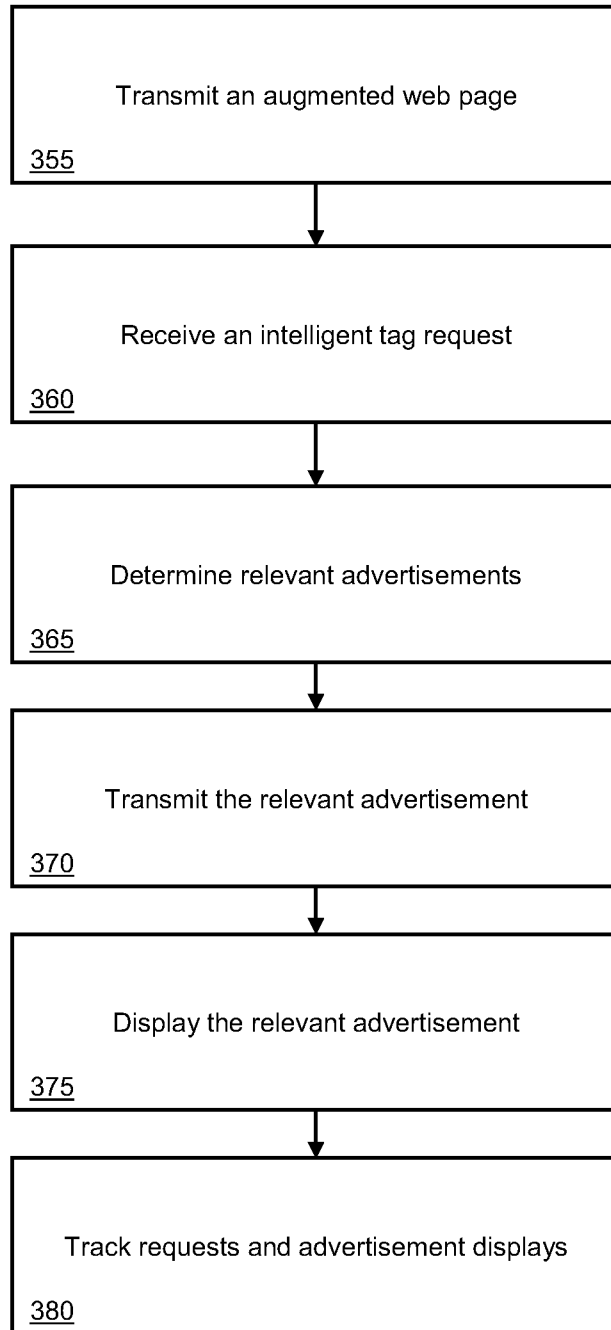 Transmit an augmented web page
355
Receive an intelligent tag request
360
Determine relevant advertisements
365
Transmit the relevant advertisement
370
Display the relevant advertisement
375
Track requests and advertisement displays
380